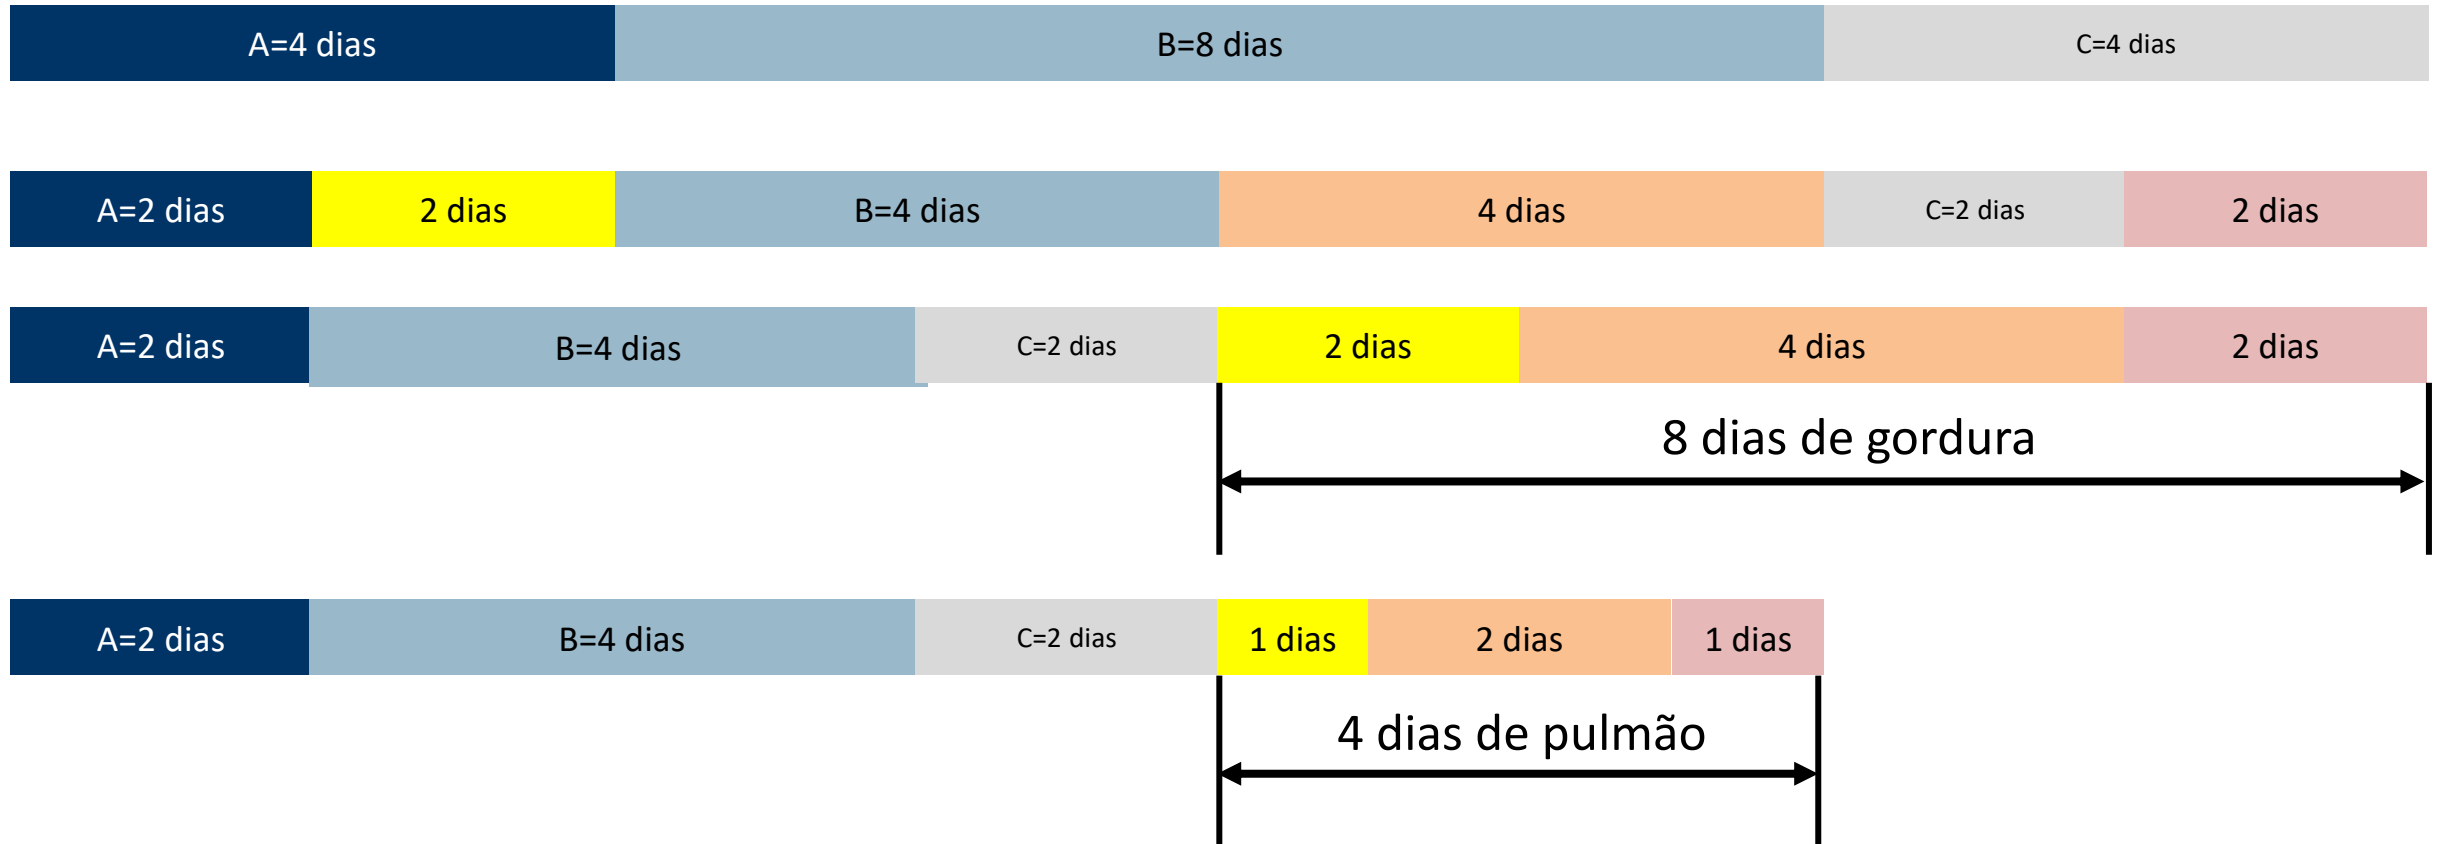 A=4 dias B=8 dias C=4 dias
A=2 dias 2 dias B=4 dias 4 dias C=2 dias 2 dias
A=2 dias B=4 dias C=2 dias 2 dias 4 dias 2 dias
8 dias de gordura
A=2 dias B=4 dias C=2 dias 1 dias 2 dias 1 dias
4 dias de pulmão